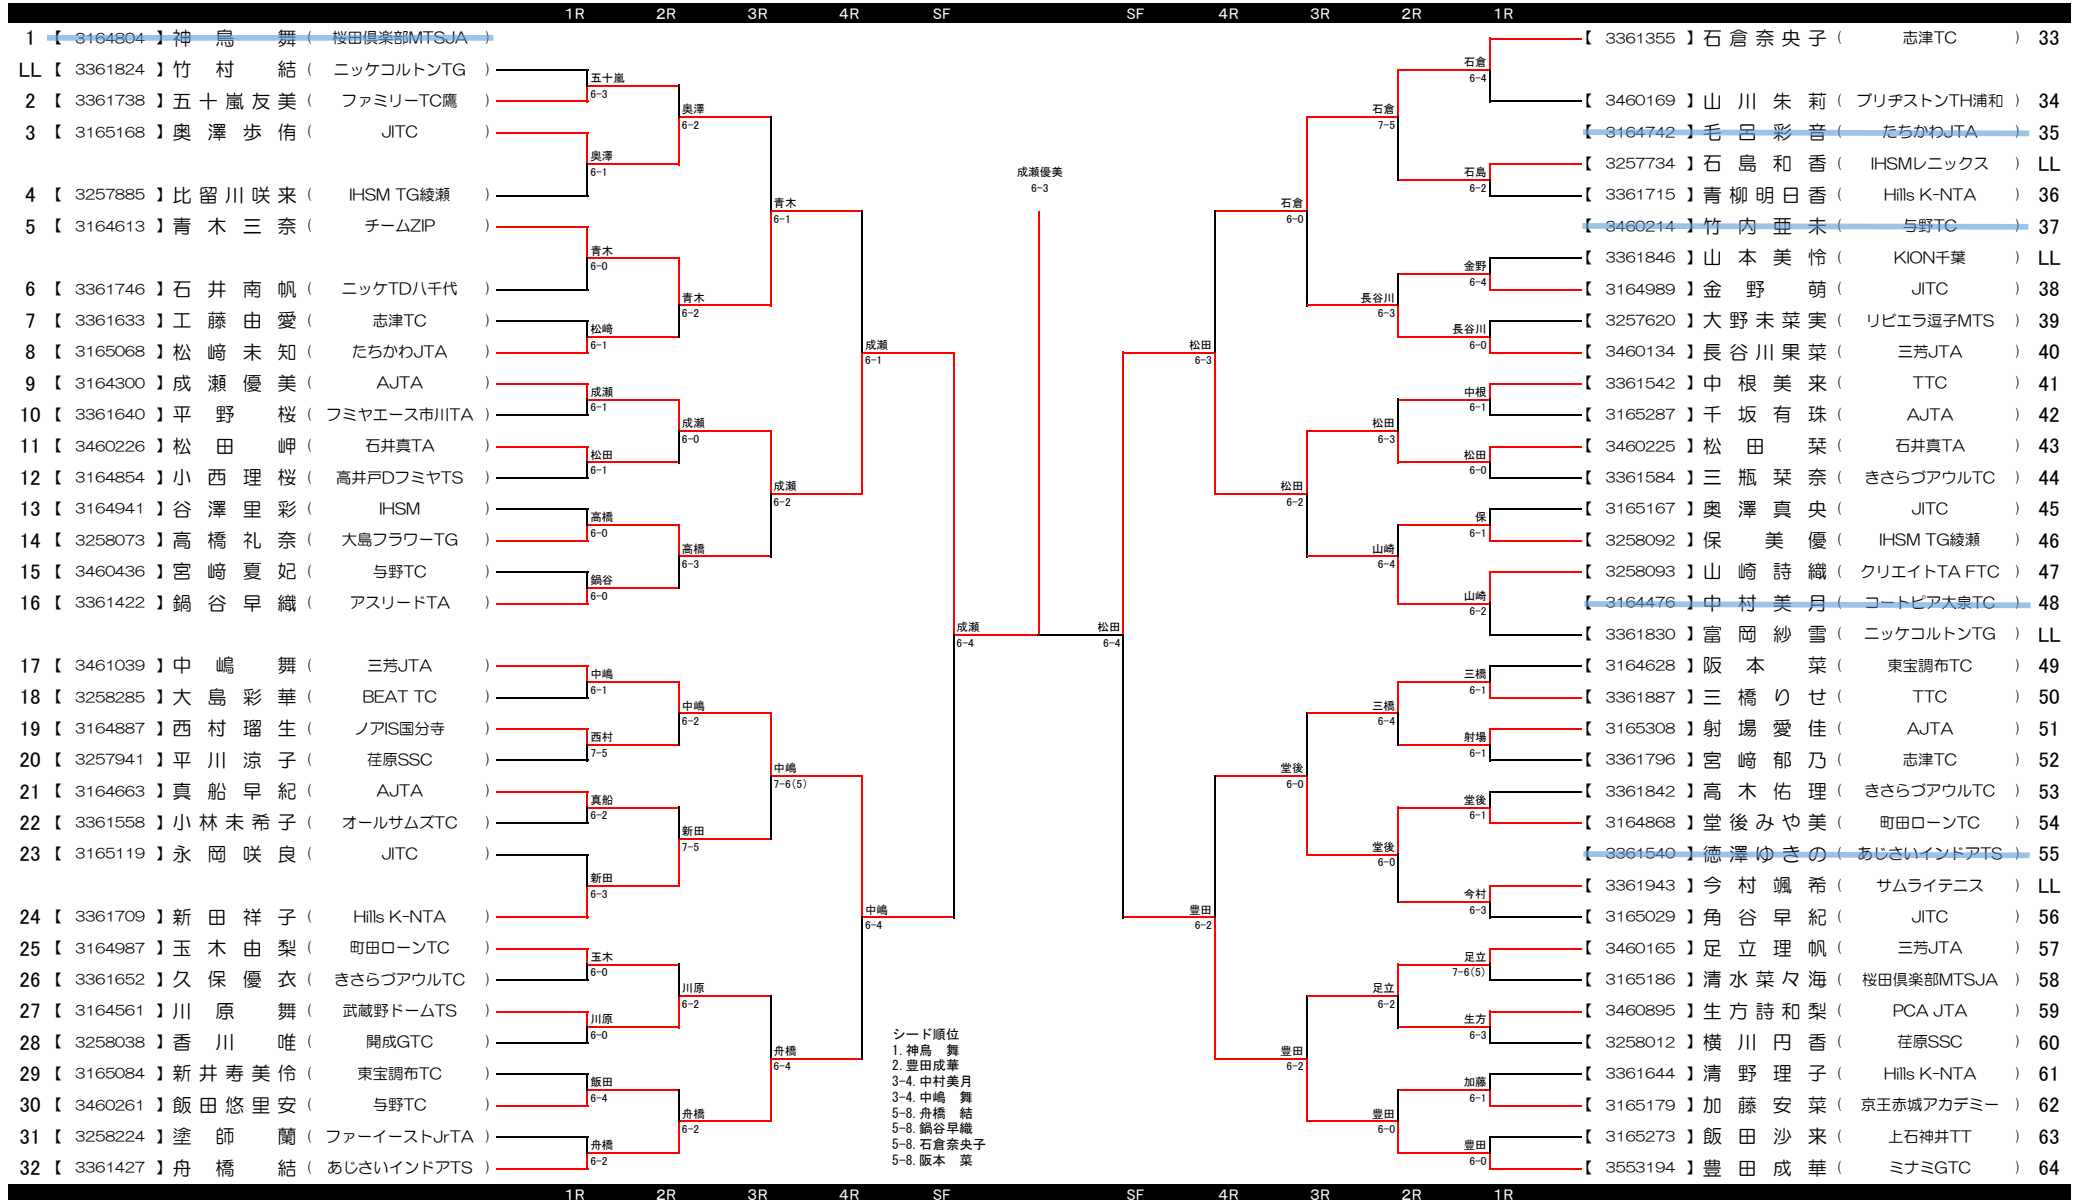 1R 2R 3R 4R SF SF 4R 3R 2R 1R
1 【 3164804 】 神鳥 舞 ( 桜田倶楽部MTSJA )
LL 【 3361824 】 竹村 結 ( ニッケコルトンTG )
2 【 3361738 】 五十嵐友美 ( ファミリーTC鷹 )
3 【 3165168 】 奥澤歩侑 ( JITC )
4 【 3257885 】 比留川咲来 ( IHSM TG綾瀬 )
5 【 3164613 】 青木三奈 ( チームZIP )
6 【 3361746 】 石井南帆 ( ニッケTD八千代 )
7 【 3361633 】 工藤由愛 ( 志津TC )
8 【 3165068 】 松﨑未知 ( たちかわJTA )
9 【 3164300 】 成瀬優美 ( AJTA )
10 【 3361640 】 平野 桜 ( フミヤエース市川TA )
11 【 3460226 】 松田 岬 ( 石井真TA )
12 【 3164854 】 小西理桜 ( 高井戸DフミヤTS )
13 【 3164941 】 谷澤里彩 ( IHSM )
14 【 3258073 】 高橋礼奈 ( 大島フラワーTG )
15 【 3460436 】 宮﨑夏妃 ( 与野TC )
16 【 3361422 】 鍋谷早織 ( アスリードTA )
17 【 3461039 】 中嶋 舞 ( 三芳JTA )
18 【 3258285 】 大島彩華 ( BEAT TC )
19 【 3164887 】 西村瑠生 ( ノアIS国分寺 )
20 【 3257941 】 平川涼子 ( 荏原SSC )
21 【 3164663 】 真船早紀 ( AJTA )
22 【 3361558 】 小林未希子 ( オールサムズTC )
23 【 3165119 】 永岡咲良 ( JITC )
24 【 3361709 】 新田祥子 ( Hills K-NTA )
25 【 3164987 】 玉木由梨 ( 町田ローンTC )
26 【 3361652 】 久保優衣 ( きさらづアウルTC )
27 【 3164561 】 川原 舞 ( 武蔵野ドームTS )
28 【 3258038 】 香川 唯 ( 開成GTC )
29 【 3165084 】 新井寿美伶 ( 東宝調布TC )
30 【 3460261 】 飯田悠里安 ( 与野TC )
31 【 3258224 】 塗師 蘭 ( ファーイーストJrTA )
32 【 3361427 】 舟橋 結 ( あじさいインドアTS )
五十嵐
6-3
奥澤
6-1
青木
6-0
松﨑
6-1
成瀬
6-1
松田
6-1
高橋
6-0
鍋谷
6-0
中嶋
6-1
西村
7-5
真船
6-2
新田
6-3
玉木
6-0
川原
6-0
飯田
6-4
舟橋
6-2
奥澤
6-2
青木
6-2
成瀬
6-0
高橋
6-3
中嶋
6-2
新田
7-5
川原
6-2
舟橋
6-2
青木
6-1
成瀬
6-2
中嶋
7-6(5)
舟橋
6-4
成瀬
6-1
中嶋
6-4
成瀬
6-4
成瀬優美
6-3
シード順位
1.神鳥 舞
2.豊田成華
3-4.中村美月
3-4.中嶋 舞
5-8.舟橋 結
5-8.鍋谷早織
5-8.石倉奈央子
5-8.阪本 菜
松田
6-4
松田
6-3
豊田
6-2
石倉
6-0
松田
6-2
堂後
6-0
豊田
6-2
石倉
7-5
長谷川
6-3
松田
6-3
山崎
6-4
三橋
6-4
堂後
6-0
足立
6-2
豊田
6-0
石倉
6-4
石島
6-2
金野
6-4
長谷川
6-0
中根
6-1
松田
6-0
保
6-1
山崎
6-2
三橋
6-1
射場
6-1
堂後
6-1
今村
6-3
足立
7-6(5)
生方
6-3
加藤
6-1
豊田
6-0
【 3361355 】 石倉奈央子 ( 志津TC ) 33
【 3460169 】 山川朱莉 ( ブリヂストンTH浦和 ) 34
【 3164742 】 毛呂彩音 ( たちかわJTA ) 35
【 3257734 】 石島和香 ( IHSMレニックス ) LL
【 3361715 】 青柳明日香 ( Hills K-NTA ) 36
【 3460214 】 竹内亜未 ( 与野TC ) 37
【 3361846 】 山本美怜 ( KION千葉 ) LL
【 3164989 】 金野 萌 ( JITC ) 38
【 3257620 】 大野未菜実 ( リビエラ逗子MTS ) 39
【 3460134 】 長谷川果菜 ( 三芳JTA ) 40
【 3361542 】 中根美来 ( TTC ) 41
【 3165287 】 千坂有珠 ( AJTA ) 42
【 3460225 】 松田 栞 ( 石井真TA ) 43
【 3361584 】 三瓶栞奈 ( きさらづアウルTC ) 44
【 3165167 】 奥澤真央 ( JITC ) 45
【 3258092 】 保 美優 ( IHSM TG綾瀬 ) 46
【 3258093 】 山崎詩織 ( クリエイトTA FTC ) 47
【 3164476 】 中村美月 ( コートピア大泉TC ) 48
【 3361830 】 富岡紗雪 ( ニッケコルトンTG ) LL
【 3164628 】 阪本 菜 ( 東宝調布TC ) 49
【 3361887 】 三橋りせ ( TTC ) 50
【 3165308 】 射場愛佳 ( AJTA ) 51
【 3361796 】 宮﨑郁乃 ( 志津TC ) 52
【 3361842 】 高木佑理 ( きさらづアウルTC ) 53
【 3164868 】 堂後みや美 ( 町田ローンTC ) 54
【 3361540 】 徳澤ゆきの ( あじさいインドアTS ) 55
【 3361943 】 今村颯希 ( サムライテニス ) LL
【 3165029 】 角谷早紀 ( JITC ) 56
【 3460165 】 足立理帆 ( 三芳JTA ) 57
【 3165186 】 清水菜々海 ( 桜田倶楽部MTSJA ) 58
【 3460895 】 生方詩和梨 ( PCA JTA ) 59
【 3258012 】 横川円香 ( 荏原SSC ) 60
【 3361644 】 清野理子 ( Hills K-NTA ) 61
【 3165179 】 加藤安菜 ( 京王赤城アカデミー ) 62
【 3165273 】 飯田沙来 ( 上石神井TT ) 63
【 3553194 】 豊田成華 ( ミナミGTC ) 64
1R 2R 3R 4R SF SF 4R 3R 2R 1R